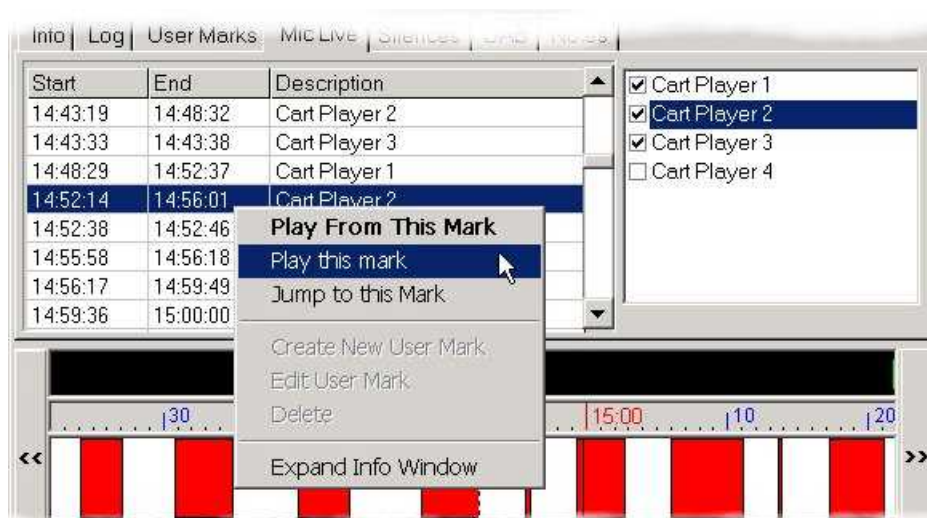 Info Log User Marks Mic Live Silences DAB Notes
Start End Description
14:43:19 14:48:32 Cart Player 2
14:43:33 14:43:38 Cart Player 3
14:48:29 14:52:37 Cart Player 1
14:52:14 14:56:01 Cart Player 2
14:52:38 14:52:46
14:55:58 14:56:18
14:56:17 14:59:49
14:59:36 15:00:00
Cart Player 1
Cart Player 2
Cart Player 3
Cart Player 4
Play From This Mark
Play this mark
Jump to this Mark
Create New User Mark
Edit User Mark
Delete
Expand Info Window
30 15:00 10 20
<< >>